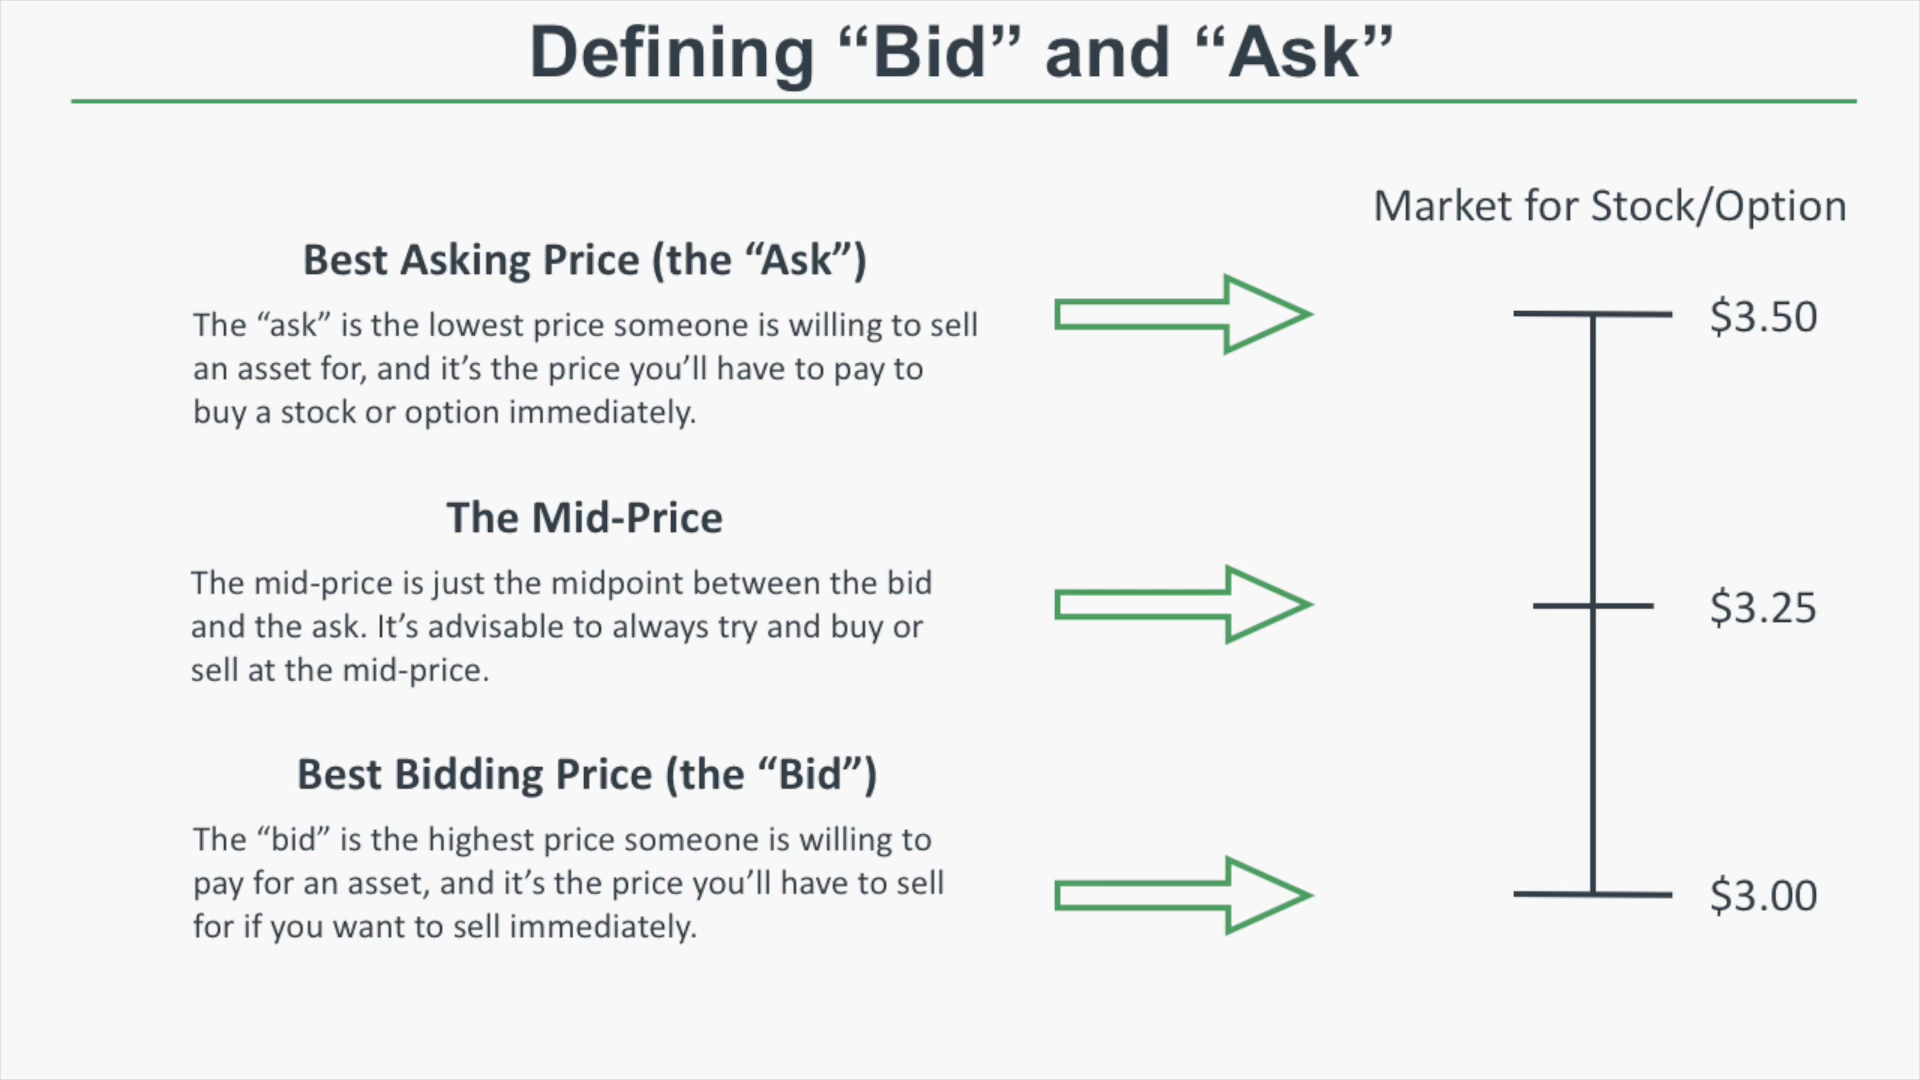 Defining “Bid” and “Ask”
Market for Stock/Option
Best Asking Price (the “Ask”)
The “ask” is the lowest price someone is willing to sell
an asset for, and it’s the price you’ll have to pay to
buy a stock or option immediately.
$3.50
The Mid-Price
The mid-price is just the midpoint between the bid
and the ask. It’s advisable to always try and buy or
sell at the mid-price.
$3.25
Best Bidding Price (the “Bid”)
The “bid” is the highest price someone is willing to
pay for an asset, and it’s the price you’ll have to sell
for if you want to sell immediately.
$3.00